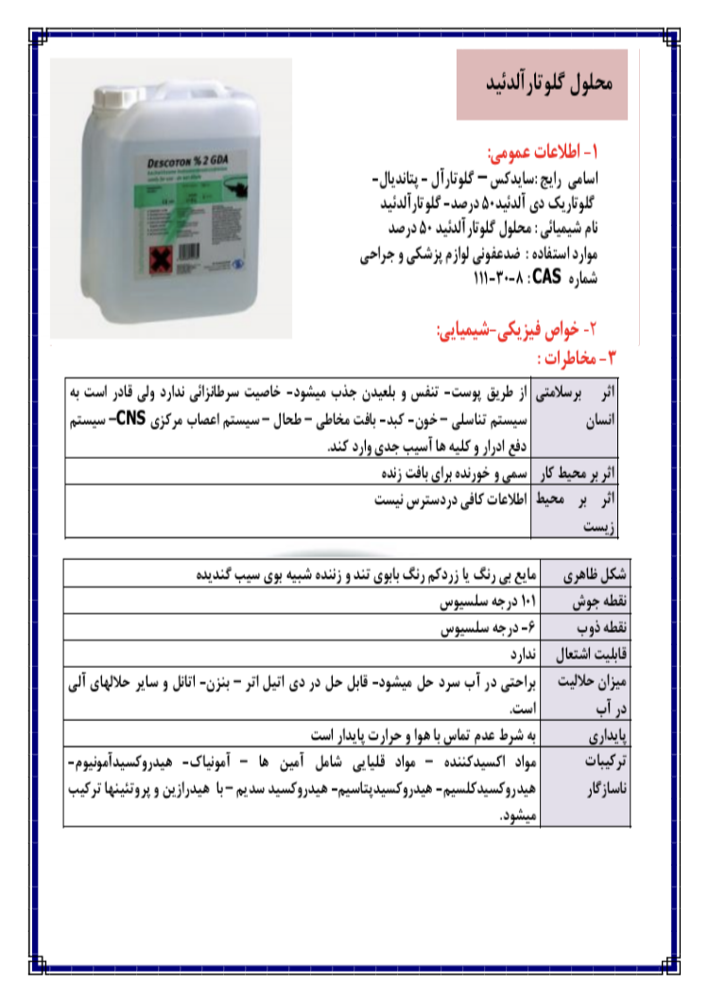 محلول گلوتارآلدئید
DESCOTON %2 GDA
۱- اطلاعات عمومی:
اسامی رایج :سایدکس – گلوتارآل - پتاندیال-
گلوتاریک دی آلدئید۵۰ درصد- گلوتارآلدئید
نام شیمیائی : محلول گلوتار آلدئید ۵۰ درصد
موارد استفاده : ضدعفونی لوازم پزشکی و جراحی
شماره CAS : ۸-۳۰-۱۱۱
۲- خواص فیزیکی-شیمیایی:
۳- مخاطرات :
اثر برسلامتی از طریق پوست- تنفس و بلعیدن جذب میشود- خاصیت سرطانزائی ندارد ولی قادر است به
انسان سیستم تناسلی –خون- کبد- بافت مخاطی – طحال – سیستم اعصاب مرکزی CNS– سیستم
دفع ادرار و کلیه ها آسیب جدی وارد کند.
اثر بر محیط کار سمی و خورنده برای بافت زنده
اثر بر محیط اطلاعات کافی دردسترس نیست
زیست
شکل ظاهری مایع بی رنگ یا زردکم رنگ بابوی تند و زننده شبیه بوی سیب گندیده
نقطه جوش ۱۰۱ درجه سلسیوس
نقطه ذوب ۶- درجه سلسیوس
قابلیت اشتعال ندارد
میزان حلالیت براحتی در آب سرد حل میشود- قابل حل در دی اتیل اتر – بنزن- اتانل و سایر حلالهای آلی
در آب است.
پایداری به شرط عدم تماس با هوا و حرارت پایدار است
ترکیبات مواد اکسیدکننده – مواد قلیایی شامل آمین ها – آمونیاک- هیدروکسیدآمونیوم-
ناسازگار هیدروکسیدکلسیم- هیدروکسیدپتاسیم- هیدروکسید سدیم –با هیدرازین و پروتئینها ترکیب
میشود.